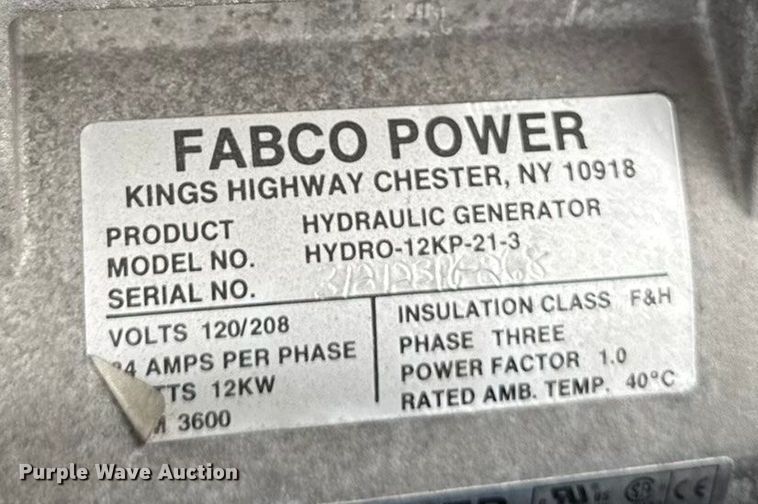 FABCO POWER
KINGS HIGHWAY CHESTER, NY 10918
PRODUCT HYDRAULIC GENERATOR
MODEL NO. HYDRO-12KP-21-3
SERIAL NO.
VOLTS 120/208
4 AMPS PER PHASE
TTS 12KW
M 3600
INSULATION CLASS F&H
PHASE THREE
POWER FACTOR 1.0
RATED AMB. TEMP. 40°C
Purple Wave Auction